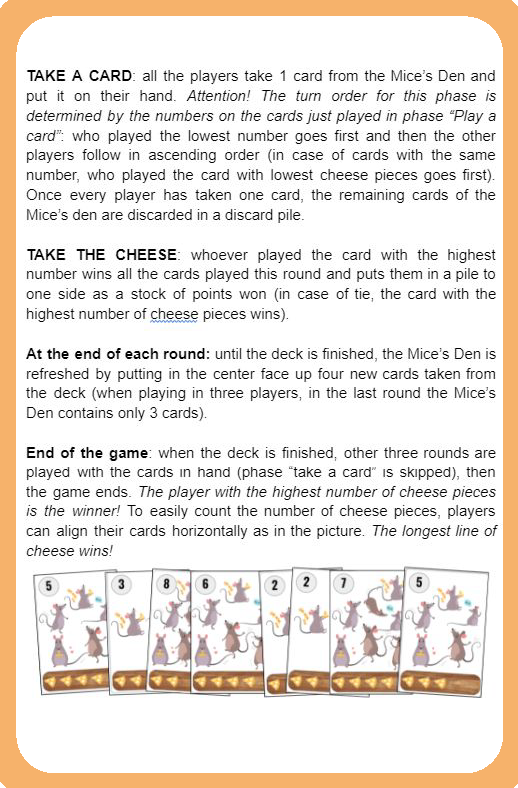 TAKE A CARD: all the players take 1 card from the Mice's Den and
put it on their hand. Attention! The turn order for this phase is
determined by the numbers on the cards just played in phase “Play a
card”: who played the lowest number goes first and then the other
players follow in ascending order (in case of cards with the same
number, who played the card with lowest cheese pieces goes first).
Once every player has taken one card, the remaining cards of the
Mice's den are discarded in a discard pile.
TAKE THE CHEESE: whoever played the card with the highest
number wins all the cards played this round and puts them in a pile to
one side as a stock of points won (in case of tie, the card with the
highest number of cheese pieces wins).
At the end of each round: until the deck is finished, the Mice's Den is
refreshed by putting in the center face up four new cards taken from
the deck (when playing in three players, in the last round the Mice's
Den contains only 3 cards).
End of the game: when the deck is finished, other three rounds are
played with the cards in hand (phase “take a card” is skipped), then
the game ends. The player with the highest number of cheese pieces
is the winner! To easily count the number of cheese pieces, players
can align their cards horizontally as in the picture. The longest line of
cheese wins!
5 3 8 6 2 2 7 5